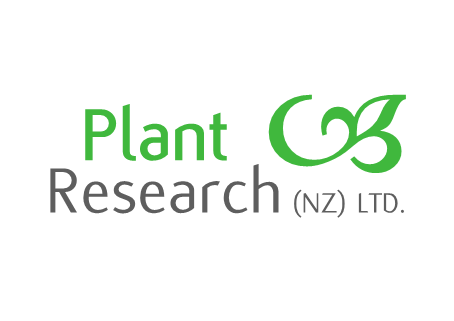 Plant
Research (NZ) LTD.